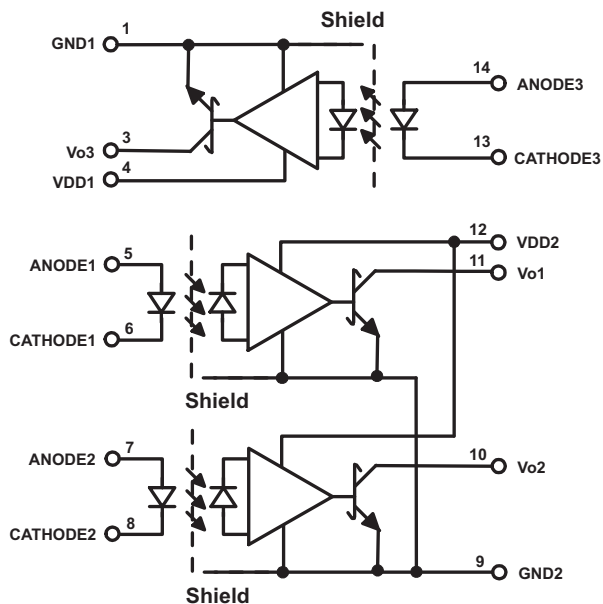 Shield
GND1 1
14 ANODE3
3
Vo3
13 CATHODE3
4
VDD1
12 VDD2
5
ANODE1
11 Vo1
6
CATHODE1
Shield
7
ANODE2
10 Vo2
8
CATHODE2
9 GND2
Shield